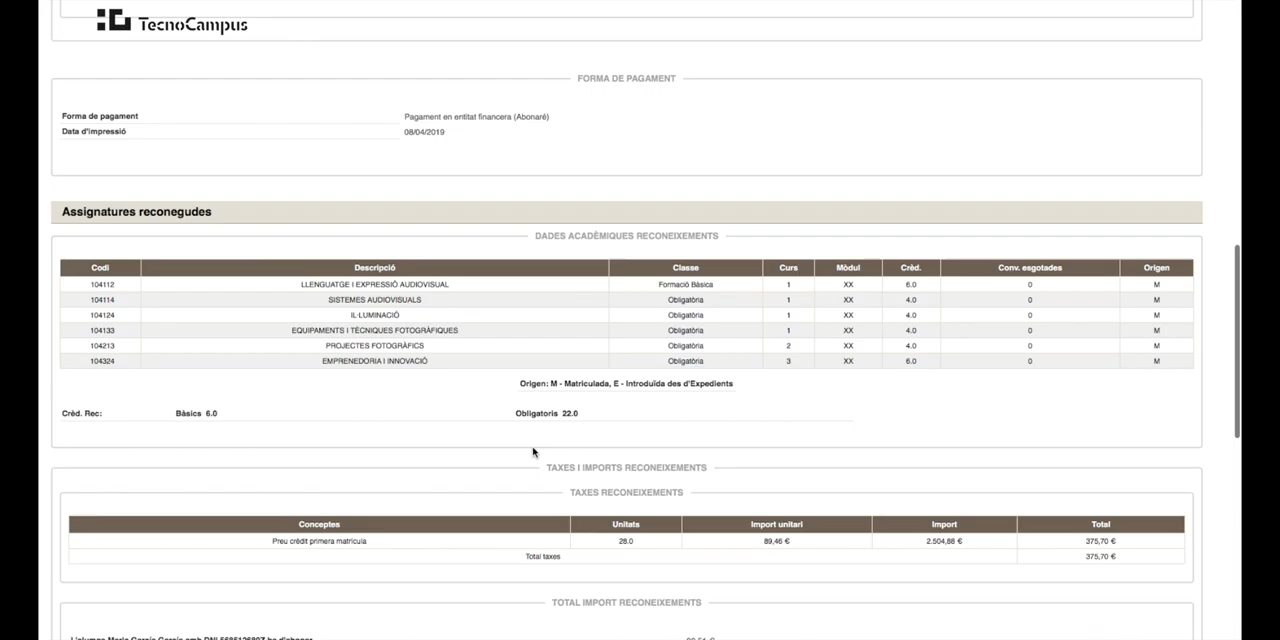 TecnoCampus
FORMA DE PAGAMENT
Forma de pagament Pagament en entitat financera (Abonaré)
Data d'impressió 08/04/2019
Assignatures reconegudes
DADES ACADÈMIQUES RECONEIXEMENTS
Codi Descripció Classe Curs Mòdul Crèd. Conv. esgotades Origen
104112 LLENGUATGE I EXPRESSIÓ AUDIOVISUAL Formació Bàsica 1 XX 6.0 0 M
104114 SISTEMES AUDIOVISUALS Obligatòria 1 XX 4.0 0 M
104124 IL·LUMINACIÓ Obligatòria 1 XX 4.0 0 M
104133 EQUIPAMENTS I TÈCNIQUES FOTOGRÀFIQUES Obligatòria 1 XX 4.0 0 M
104213 PROJECTES FOTOGRÀFICS Obligatòria 2 XX 4.0 0 M
104324 EMPRENEDORIA I INNOVACIÓ Obligatòria 3 XX 6.0 0 M
Origen: M - Matriculada, E - Introduïda des d'Expedients
Crèd. Rec: Bàsics 6.0 Obligatoris 22.0
TAXES I IMPORTS RECONEIXEMENTS
TAXES RECONEIXEMENTS
Conceptes Unitats Import unitari Import Total
Preu crèdit primera matrícula 28.0 89,46 € 2.504,88 € 375,70 €
Total taxes 375,70 €
TOTAL IMPORT RECONEIXEMENTS